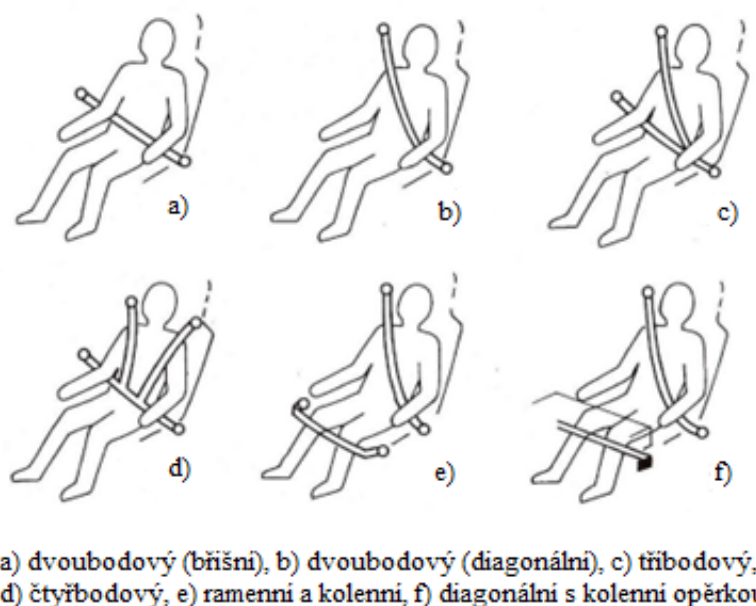 a)
b)
c)
d)
e)
f)
a) dvoubodový (břišní), b) dvoubodový (diagonální), c) tříbodový,
d) čtyřbodový, e) ramenní a kolenní, f) diagonální s kolenní opěrkou